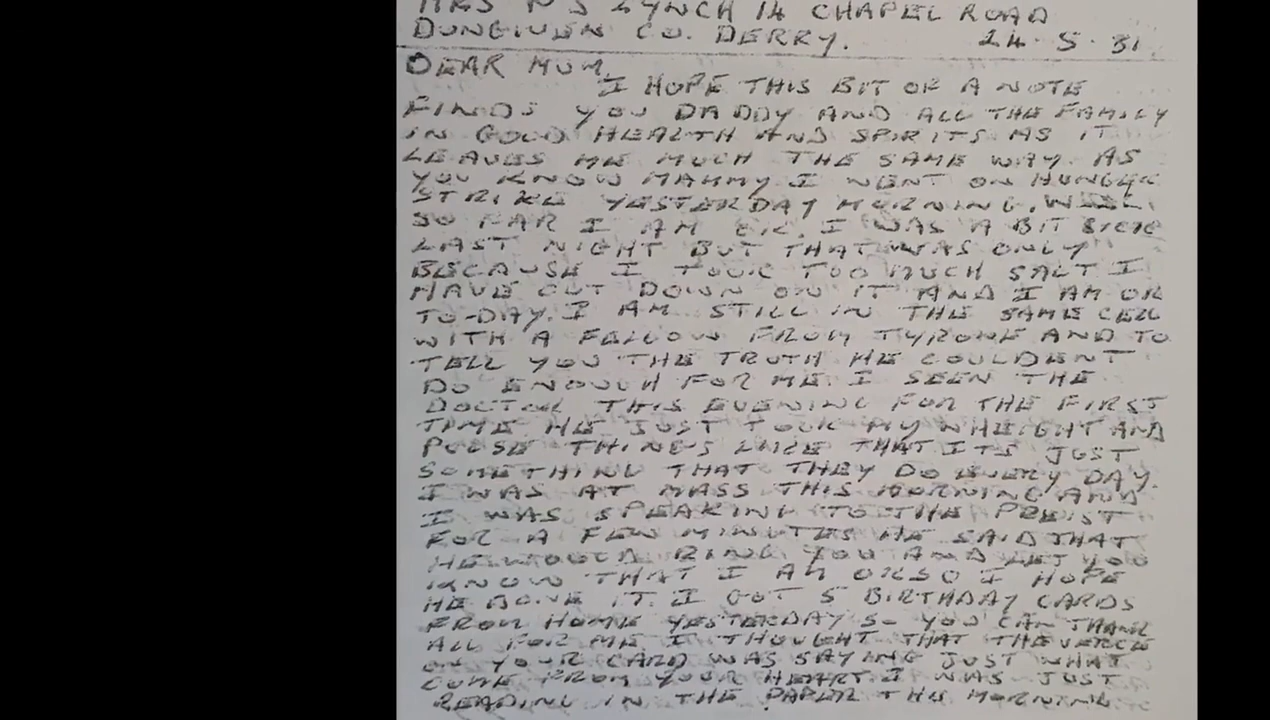 MRS P S LYNCH 14 CHAPEL ROAD
DUNGIVEN CO. DERRY. 24 . 5 . 81
DEAR MUM,
I HOPE THIS BIT OF A NOTE
FINDS YOU DADDY AND ALL THE FAMILY
IN GOOD HEALTH AND SPIRITS AS IT
LEAVES ME MUCH THE SAME WAY. AS
YOU KNOW MAMMY I WENT ON HUNGER
STRIKE YESTERDAY MORNING. WELL
SO FAR I AM OK. I WAS A BIT SICK
LAST NIGHT BUT THAT WAS ONLY
BECAUSE I TOOK TOO MUCH SALT I
HAVE CUT DOWN ON IT AND I AM OK
TO-DAY. I AM STILL IN THE SAME CELL
WITH A FELLOW FROM TYRONE AND TO
TELL YOU THE TRUTH HE COULDENT
DO ENOUGH FOR ME. I SEEN THE
DOCTOR THIS EVENING FOR THE FIRST
TIME HE JUST TOOK MY WHEIGHT AND
PULSE THINGS LIKE THAT ITS JUST
SOMETHING THAT THEY DO EVERY DAY.
I WAS AT MASS THIS MORNING AND
I WAS SPEAKING TO THE PREIST
FOR A FEW MINUTES HE SAID THAT
HE WOULD RING YOU AND LET YOU
KNOW THAT I AM OK SO I HOPE
HE DONE IT. I GOT 5 BIRTHDAY CARDS
FROM HOME YESTERDAY SO YOU CAN THANK
ALL FOR ME I THOUGHT THAT THE VERCE
ON YOUR CARD WAS SAYING JUST WHAT
COME FROM YOUR HEART. I WAS JUST
READING IN THE PAPER THIS MORNING